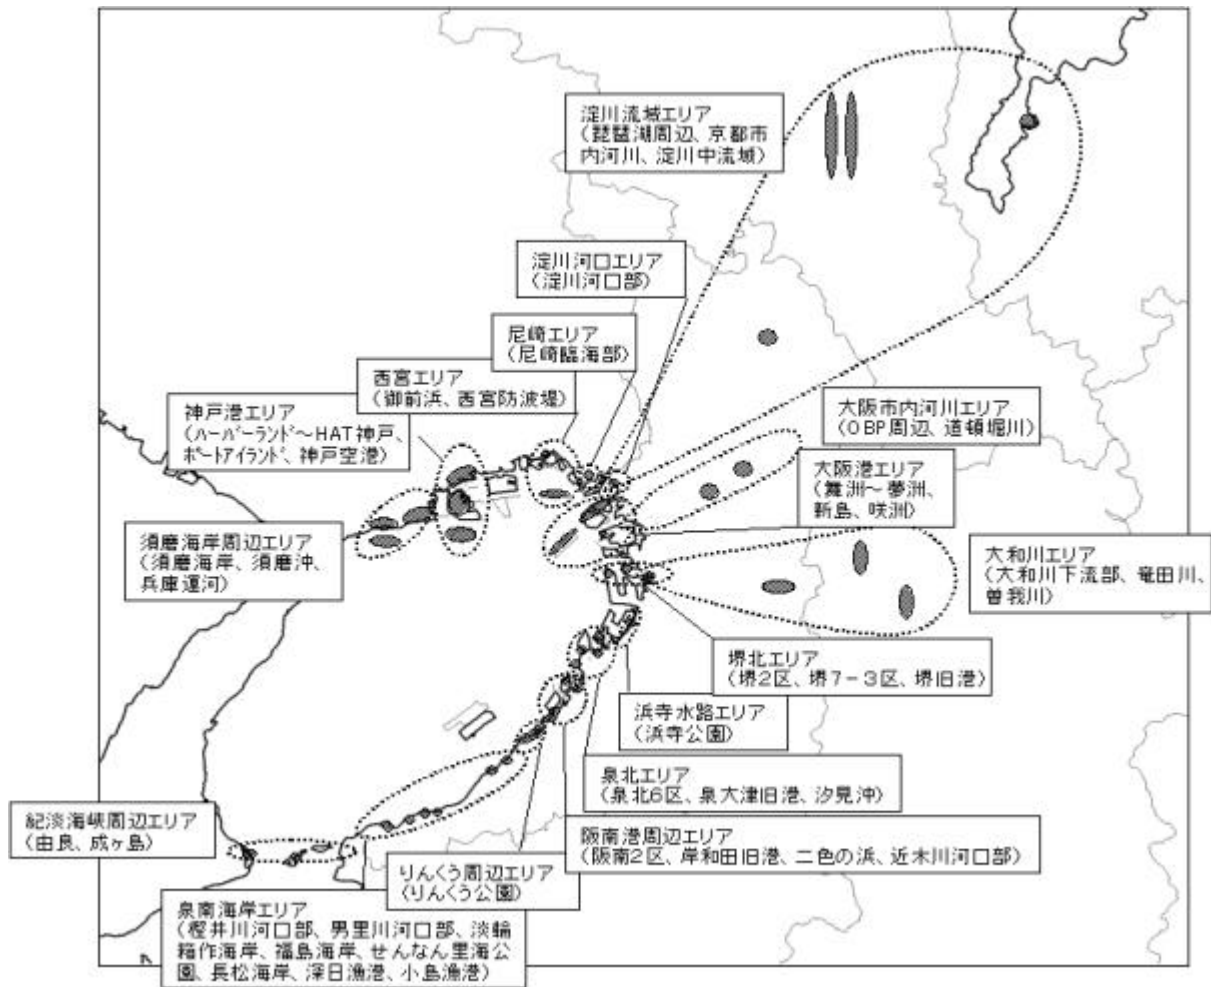 淀川流域エリア
(琵琶湖周辺、京都市
内河川、淀川中流域)
淀川河口エリア
(淀川河口部)
尼崎エリア
(尼崎臨海部)
西宮エリア
(御前浜、西宮防波堤)
神戸港エリア
(ﾊｰﾊﾞｰﾗﾝﾄﾞ～HAT神戸、
ﾎﾟｰﾄｱｲﾗﾝﾄﾞ、神戸空港)
大阪市内河川エリア
(OBP周辺、道頓堀川)
大阪港エリア
(舞洲～夢洲、
新島、咲洲)
須磨海岸周辺エリア
(須磨海岸、須磨沖、
兵庫運河)
大和川エリア
(大和川下流部、竜田川、
曽我川)
堺北エリア
(堺2区、堺7-3区、堺旧港)
浜寺水路エリア
(浜寺公園)
泉北エリア
(泉北6区、泉大津旧港、汐見沖)
紀淡海峡周辺エリア
(由良、成ヶ島)
阪南港周辺エリア
(阪南2区、岸和田旧港、二色の浜、近木川河口部)
りんくう周辺エリア
(りんくう公園)
泉南海岸エリア
(樫井川河口部、男里川河口部、淡輪
箱作海岸、福島海岸、せんなん里海公
園、長松海岸、深日漁港、小島漁港)